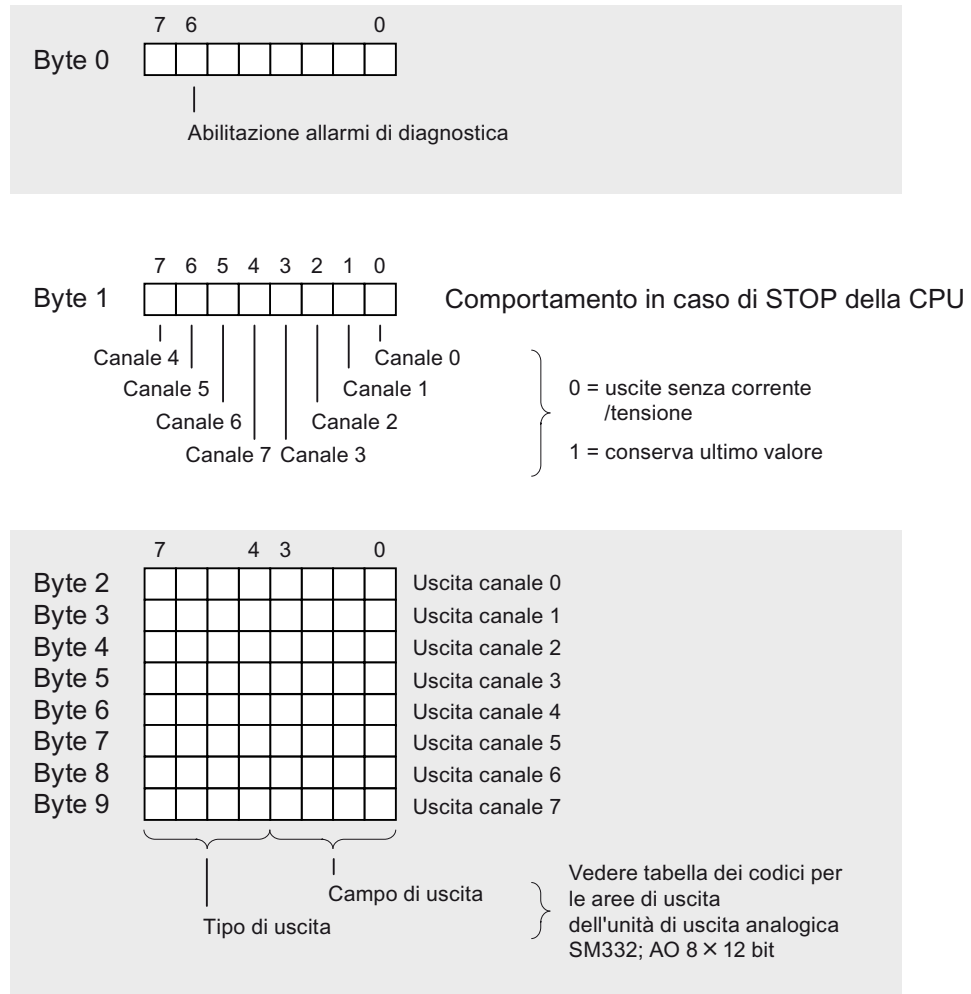 7 6 0
Byte 0
Abilitazione allarmi di diagnostica
7 6 5 4 3 2 1 0
Byte 1
Comportamento in caso di STOP della CPU
Canale 4
Canale 0
Canale 5
Canale 1
Canale 6
Canale 2
Canale 7
Canale 3
0 = uscite senza corrente
/tensione
1 = conserva ultimo valore
7 4 3 0
Byte 2
Uscita canale 0
Byte 3
Uscita canale 1
Byte 4
Uscita canale 2
Byte 5
Uscita canale 3
Byte 6
Uscita canale 4
Byte 7
Uscita canale 5
Byte 8
Uscita canale 6
Byte 9
Uscita canale 7
Campo di uscita
Tipo di uscita
Vedere tabella dei codici per
le aree di uscita
dell'unità di uscita analogica
SM332; AO 8 × 12 bit